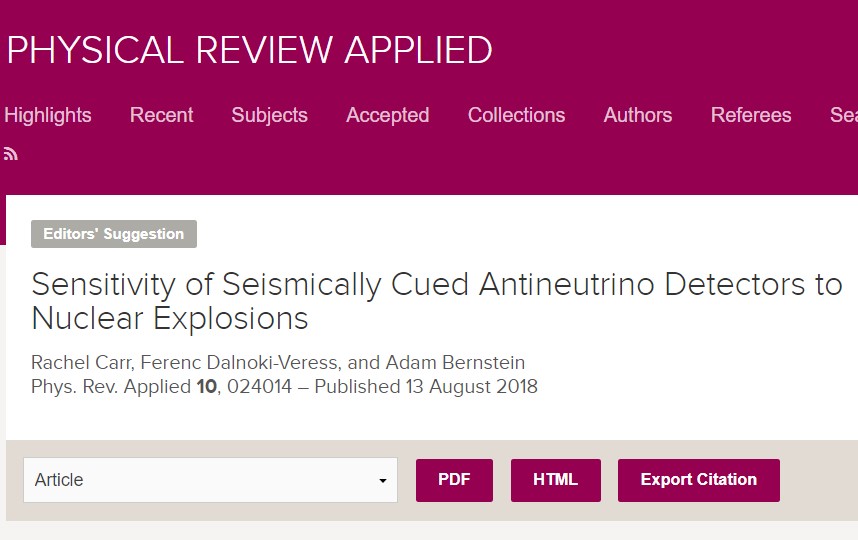 PHYSICAL REVIEW APPLIED
Highlights Recent Subjects Accepted Collections Authors Referees Sea
Editors' Suggestion
Sensitivity of Seismically Cued Antineutrino Detectors to
Nuclear Explosions
Rachel Carr, Ferenc Dalnoki-Veress, and Adam Bernstein
Phys. Rev. Applied 10, 024014 – Published 13 August 2018
Article PDF HTML Export Citation